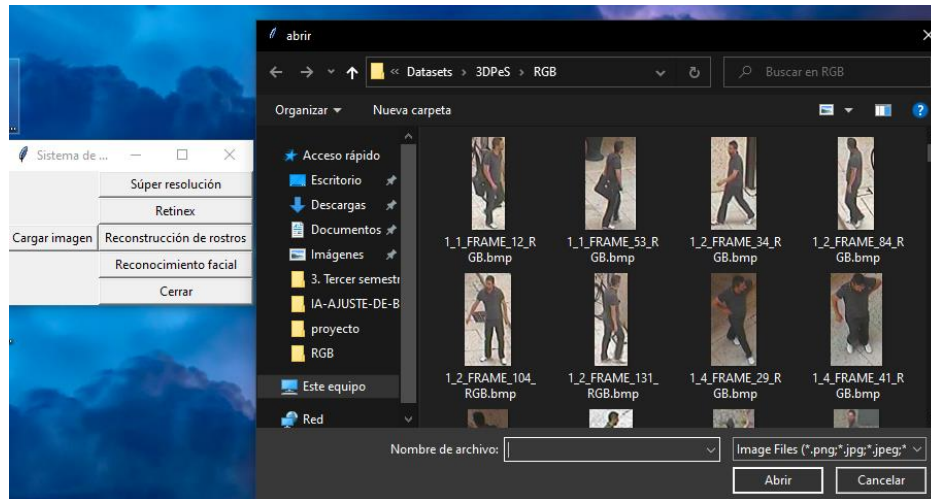 Sistema de ...
Súper resolución
Retinex
Cargar imagen
Reconstrucción de rostros
Reconocimiento facial
Cerrar
abrir
« Datasets > 3DPeS > RGB
Buscar en RGB
Organizar
Nueva carpeta
Acceso rápido
Escritorio
Descargas
Documentos
Imágenes
3. Tercer semestr
IA-AJUSTE-DE-B
proyecto
RGB
Este equipo
Red
1_1_FRAME_12_R
GB.bmp
1_1_FRAME_53_R
GB.bmp
1_2_FRAME_34_R
GB.bmp
1_2_FRAME_84_R
GB.bmp
1_2_FRAME_104_
RGB.bmp
1_2_FRAME_131_
RGB.bmp
1_4_FRAME_29_R
GB.bmp
1_4_FRAME_41_R
GB.bmp
Nombre de archivo:
Image Files (*.png;*.jpg;*.jpeg;*
Abrir
Cancelar